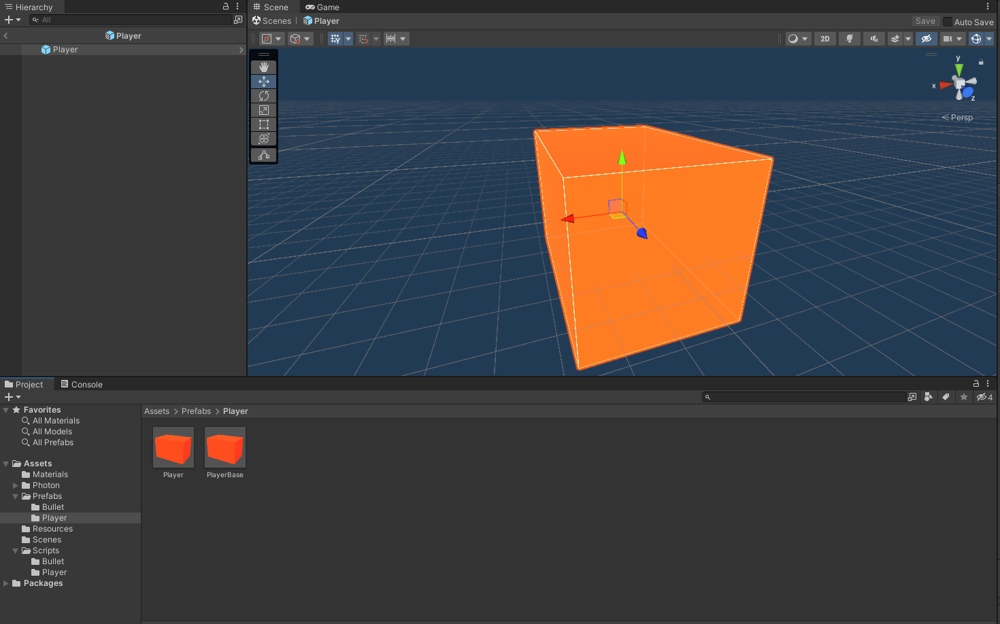 Hierarchy
All
Player
Player
Scene
Game
Scenes
Player
Save
Auto Save
2D
y
x
z
Persp
Project
Console
4
Favorites
All Materials
All Models
All Prefabs
Assets
Materials
Photon
Prefabs
Bullet
Player
Resources
Scenes
Scripts
Bullet
Player
Packages
Assets > Prefabs > Player
Player
PlayerBase